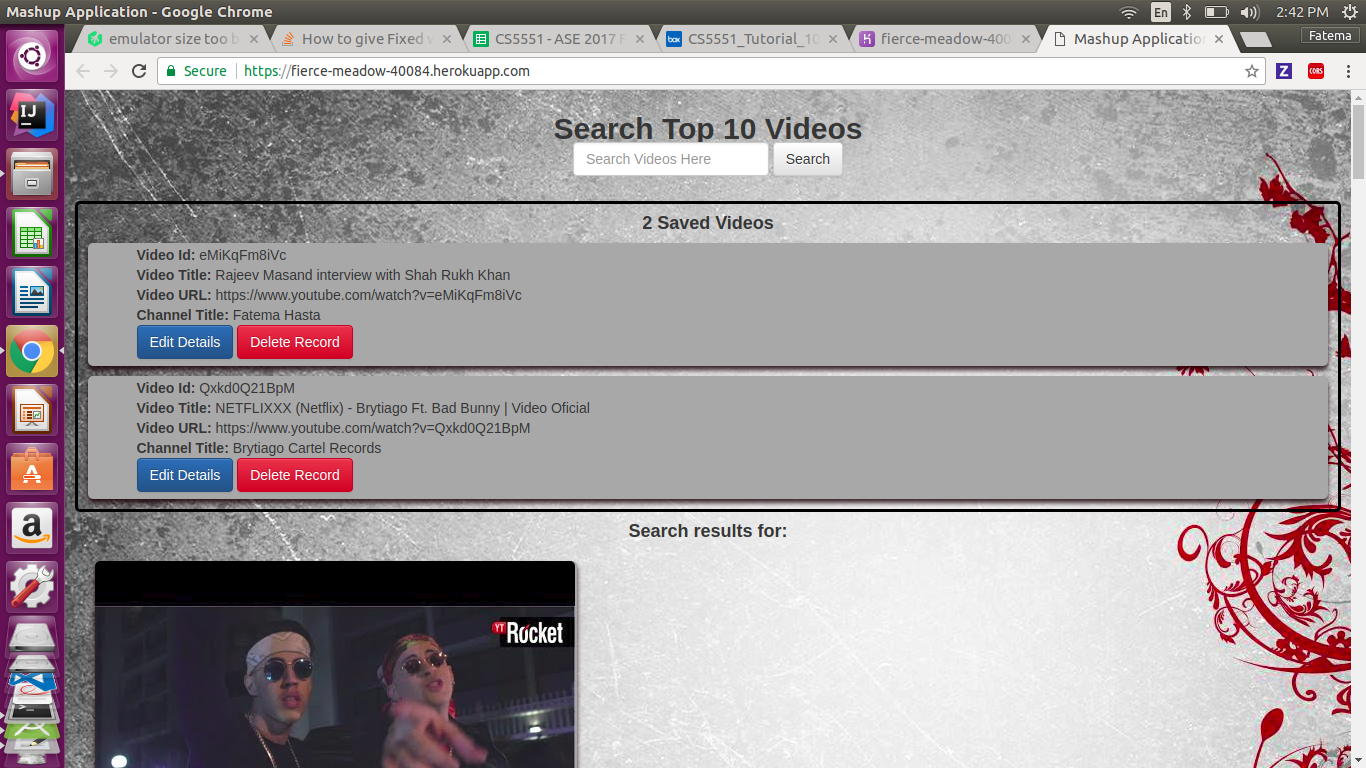 Mashup Application - Google Chrome
En
2:42 PM
emulator size too b
How to give Fixed w
CS5551 - ASE 2017 F
CS5551_Tutorial_10
fierce-meadow-400
Mashup Application
Fatema
Secure
https://fierce-meadow-40084.herokuapp.com
Z
CORS
IJ
Search Top 10 Videos
Search Videos Here
Search
2 Saved Videos
Video Id: eMiKqFm8iVc
Video Title: Rajeev Masand interview with Shah Rukh Khan
Video URL: https://www.youtube.com/watch?v=eMiKqFm8iVc
Channel Title: Fatema Hasta
Edit Details
Delete Record
Video Id: Qxkd0Q21BpM
Video Title: NETFLIXXX (Netflix) - Brytiago Ft. Bad Bunny | Video Oficial
Video URL: https://www.youtube.com/watch?v=Qxkd0Q21BpM
Channel Title: Brytiago Cartel Records
Edit Details
Delete Record
Search results for:
YT Rocket